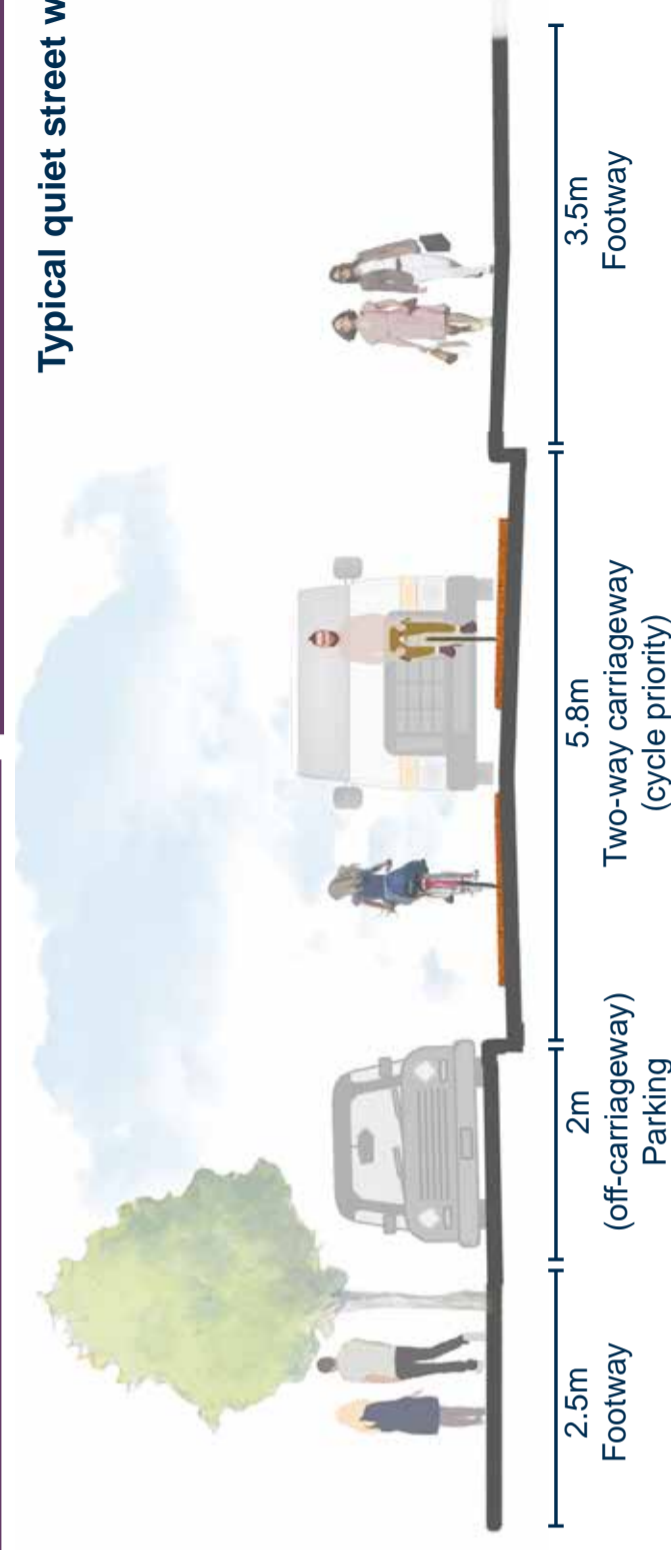 Typical quiet street w
2.5m
Footway
2m
(off-carriageway)
Parking
5.8m
Two-way carriageway
(cycle priority)
3.5m
Footway